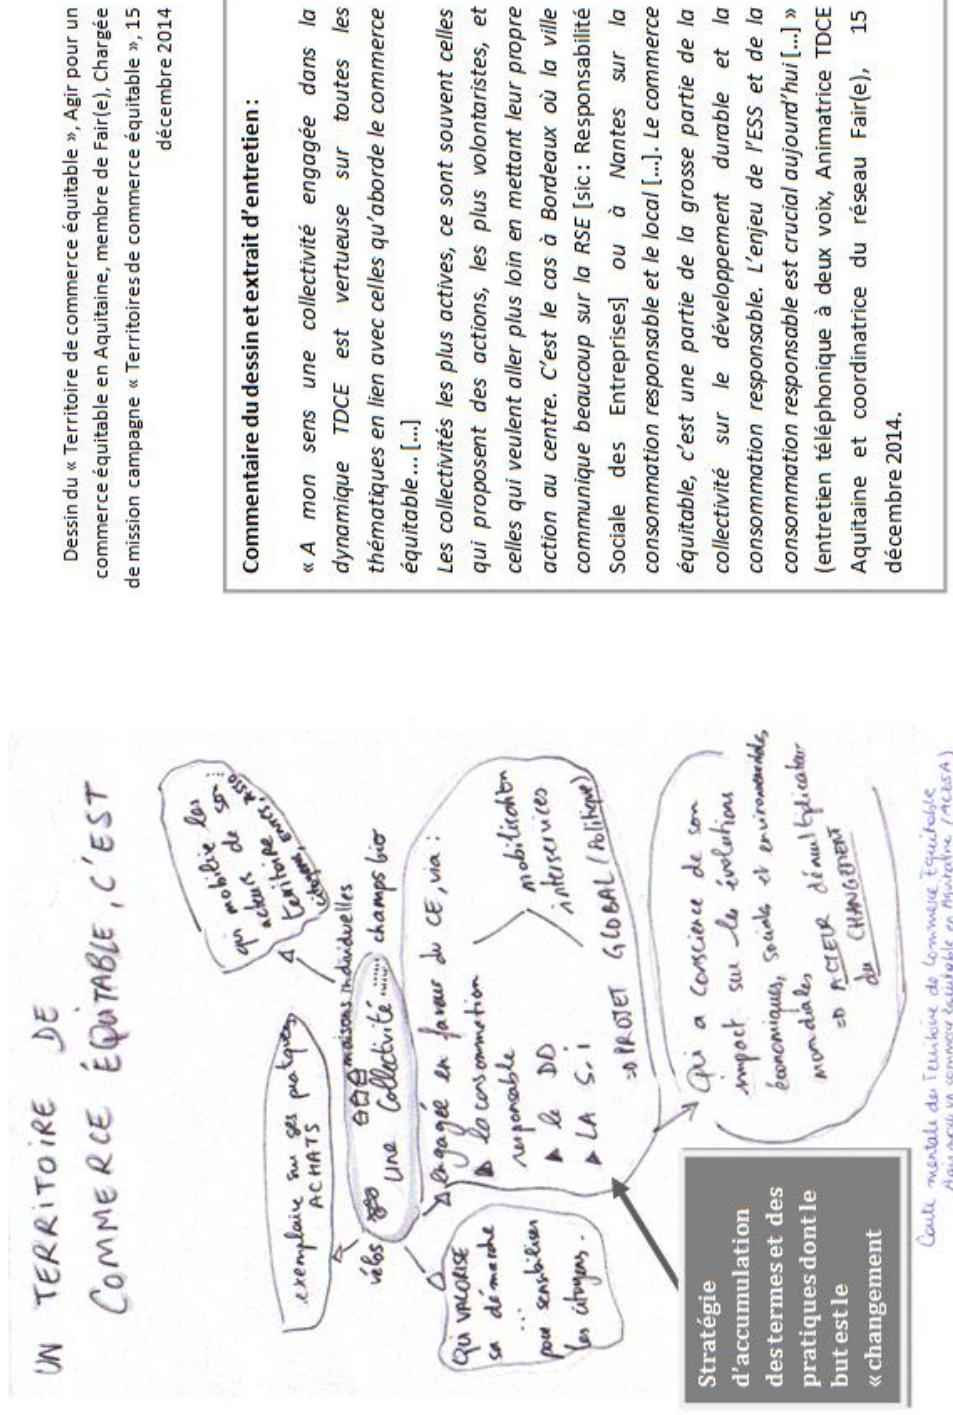 UN TERRITOIRE DE
COMMERCE ÉQUITABLE, C'EST
exemplaire sur ses pratiques
ACHATS
qui mobilise les
acteurs de son
territoire :
citoyens, entrs, asso
vélos
maisons individuelles
Une Collectivité
champs bio
Qui VALORISE
sa démarche
...
pour sensibiliser
les citoyens.
engagée en faveur du CE, via :
la consommation
responsable
le DD
LA S.I
mobilisation
interservices
=> PROJET GLOBAL (Politique)
Qui a conscience de son
impact sur les évolutions
économiques, sociales et environnementales
mondiales
=> ACTEUR démultiplicateur
du CHANGEMENT
Stratégie
d'accumulation
des termes et des
pratiques dont le
but est le
« changement
Carte mentale du Territoire de Commerce Equitable
commerce équitable en Aquitaine (ACESA)
Dessin du « Territoire de commerce équitable », Agir pour un
commerce équitable en Aquitaine, membre de Fair(e), Chargée
de mission campagne « Territoires de commerce équitable », 15
décembre 2014
Commentaire du dessin et extrait d'entretien :
« A mon sens une collectivité engagée dans la
dynamique TDCE est vertueuse sur toutes les
thématiques en lien avec celles qu'aborde le commerce
équitable... [...]
Les collectivités les plus actives, ce sont souvent celles
qui proposent des actions, les plus volontaristes, et
celles qui veulent aller plus loin en mettant leur propre
action au centre. C'est le cas à Bordeaux où la ville
communique beaucoup sur la RSE [sic : Responsabilité
Sociale des Entreprises] ou à Nantes sur la
consommation responsable et le local [...]. Le commerce
équitable, c'est une partie de la grosse partie de la
collectivité sur le développement durable et la
consommation responsable. L'enjeu de l'ESS et de la
consommation responsable est crucial aujourd'hui [...] »
(entretien téléphonique à deux voix, Animatrice TDCE
Aquitaine et coordinatrice du réseau Fair(e), 15
décembre 2014.